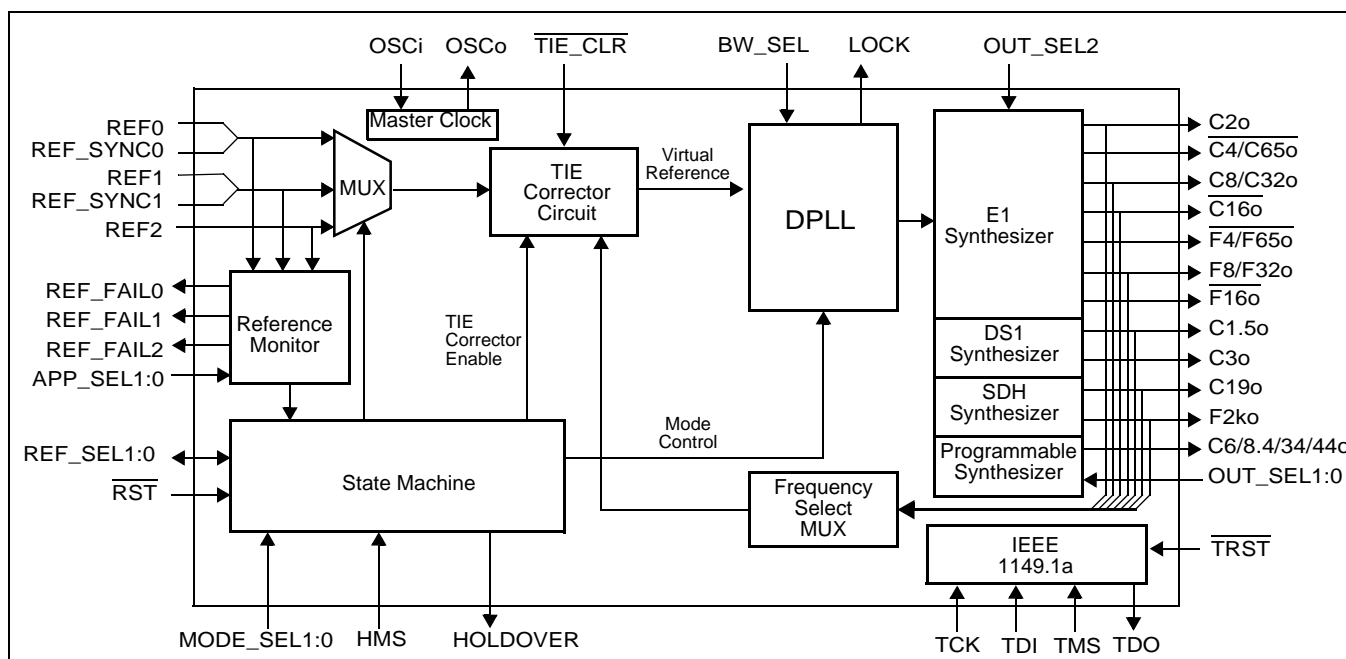 OSCi
OSCo
TIE_CLR
BW_SEL
LOCK
OUT_SEL2
REF0
REF_SYNC0
REF1
REF_SYNC1
REF2
REF_FAIL0
REF_FAIL1
REF_FAIL2
APP_SEL1:0
REF_SEL1:0
RST
Master Clock
MUX
TIE
Corrector
Circuit
Virtual
Reference
DPLL
E1
Synthesizer
DS1
Synthesizer
SDH
Synthesizer
Programmable
Synthesizer
Reference
Monitor
TIE
Corrector
Enable
Mode
Control
State Machine
Frequency
Select
MUX
IEEE
1149.1a
C2o
C4/C65o
C8/C32o
C16o
F4/F65o
F8/F32o
F16o
C1.5o
C3o
C19o
F2ko
C6/8.4/34/44o
OUT_SEL1:0
TRST
MODE_SEL1:0
HMS
HOLDOVER
TCK
TDI
TMS
TDO